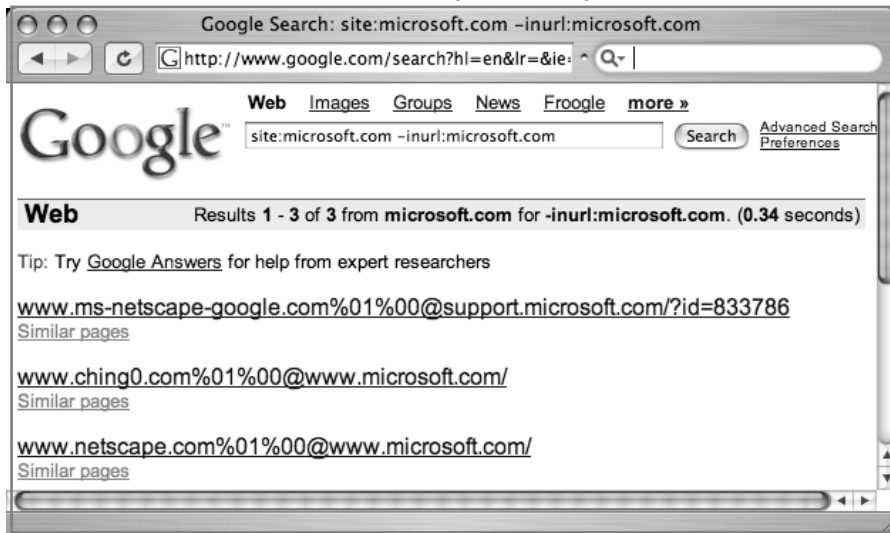 Google Search: site:microsoft.com –inurl:microsoft.com
G http://www.google.com/search?hl=en&lr=&ie=
Google™
Web Images Groups News Froogle more »
site:microsoft.com –inurl:microsoft.com Search Advanced Search
Preferences
Web Results 1 - 3 of 3 from microsoft.com for -inurl:microsoft.com. (0.34 seconds)
Tip: Try Google Answers for help from expert researchers
www.ms-netscape-google.com%01%00@support.microsoft.com/?id=833786
Similar pages
www.ching0.com%01%00@www.microsoft.com/
Similar pages
www.netscape.com%01%00@www.microsoft.com/
Similar pages